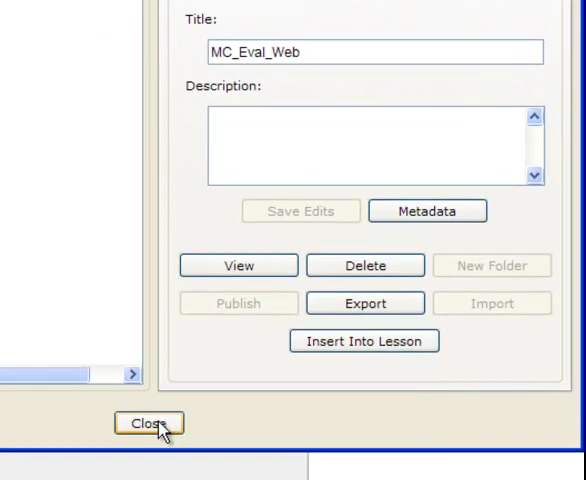 Title:
MC_Eval_Web
Description:
Save Edits Metadata
View Delete New Folder
Publish Export Import
Insert Into Lesson
Close